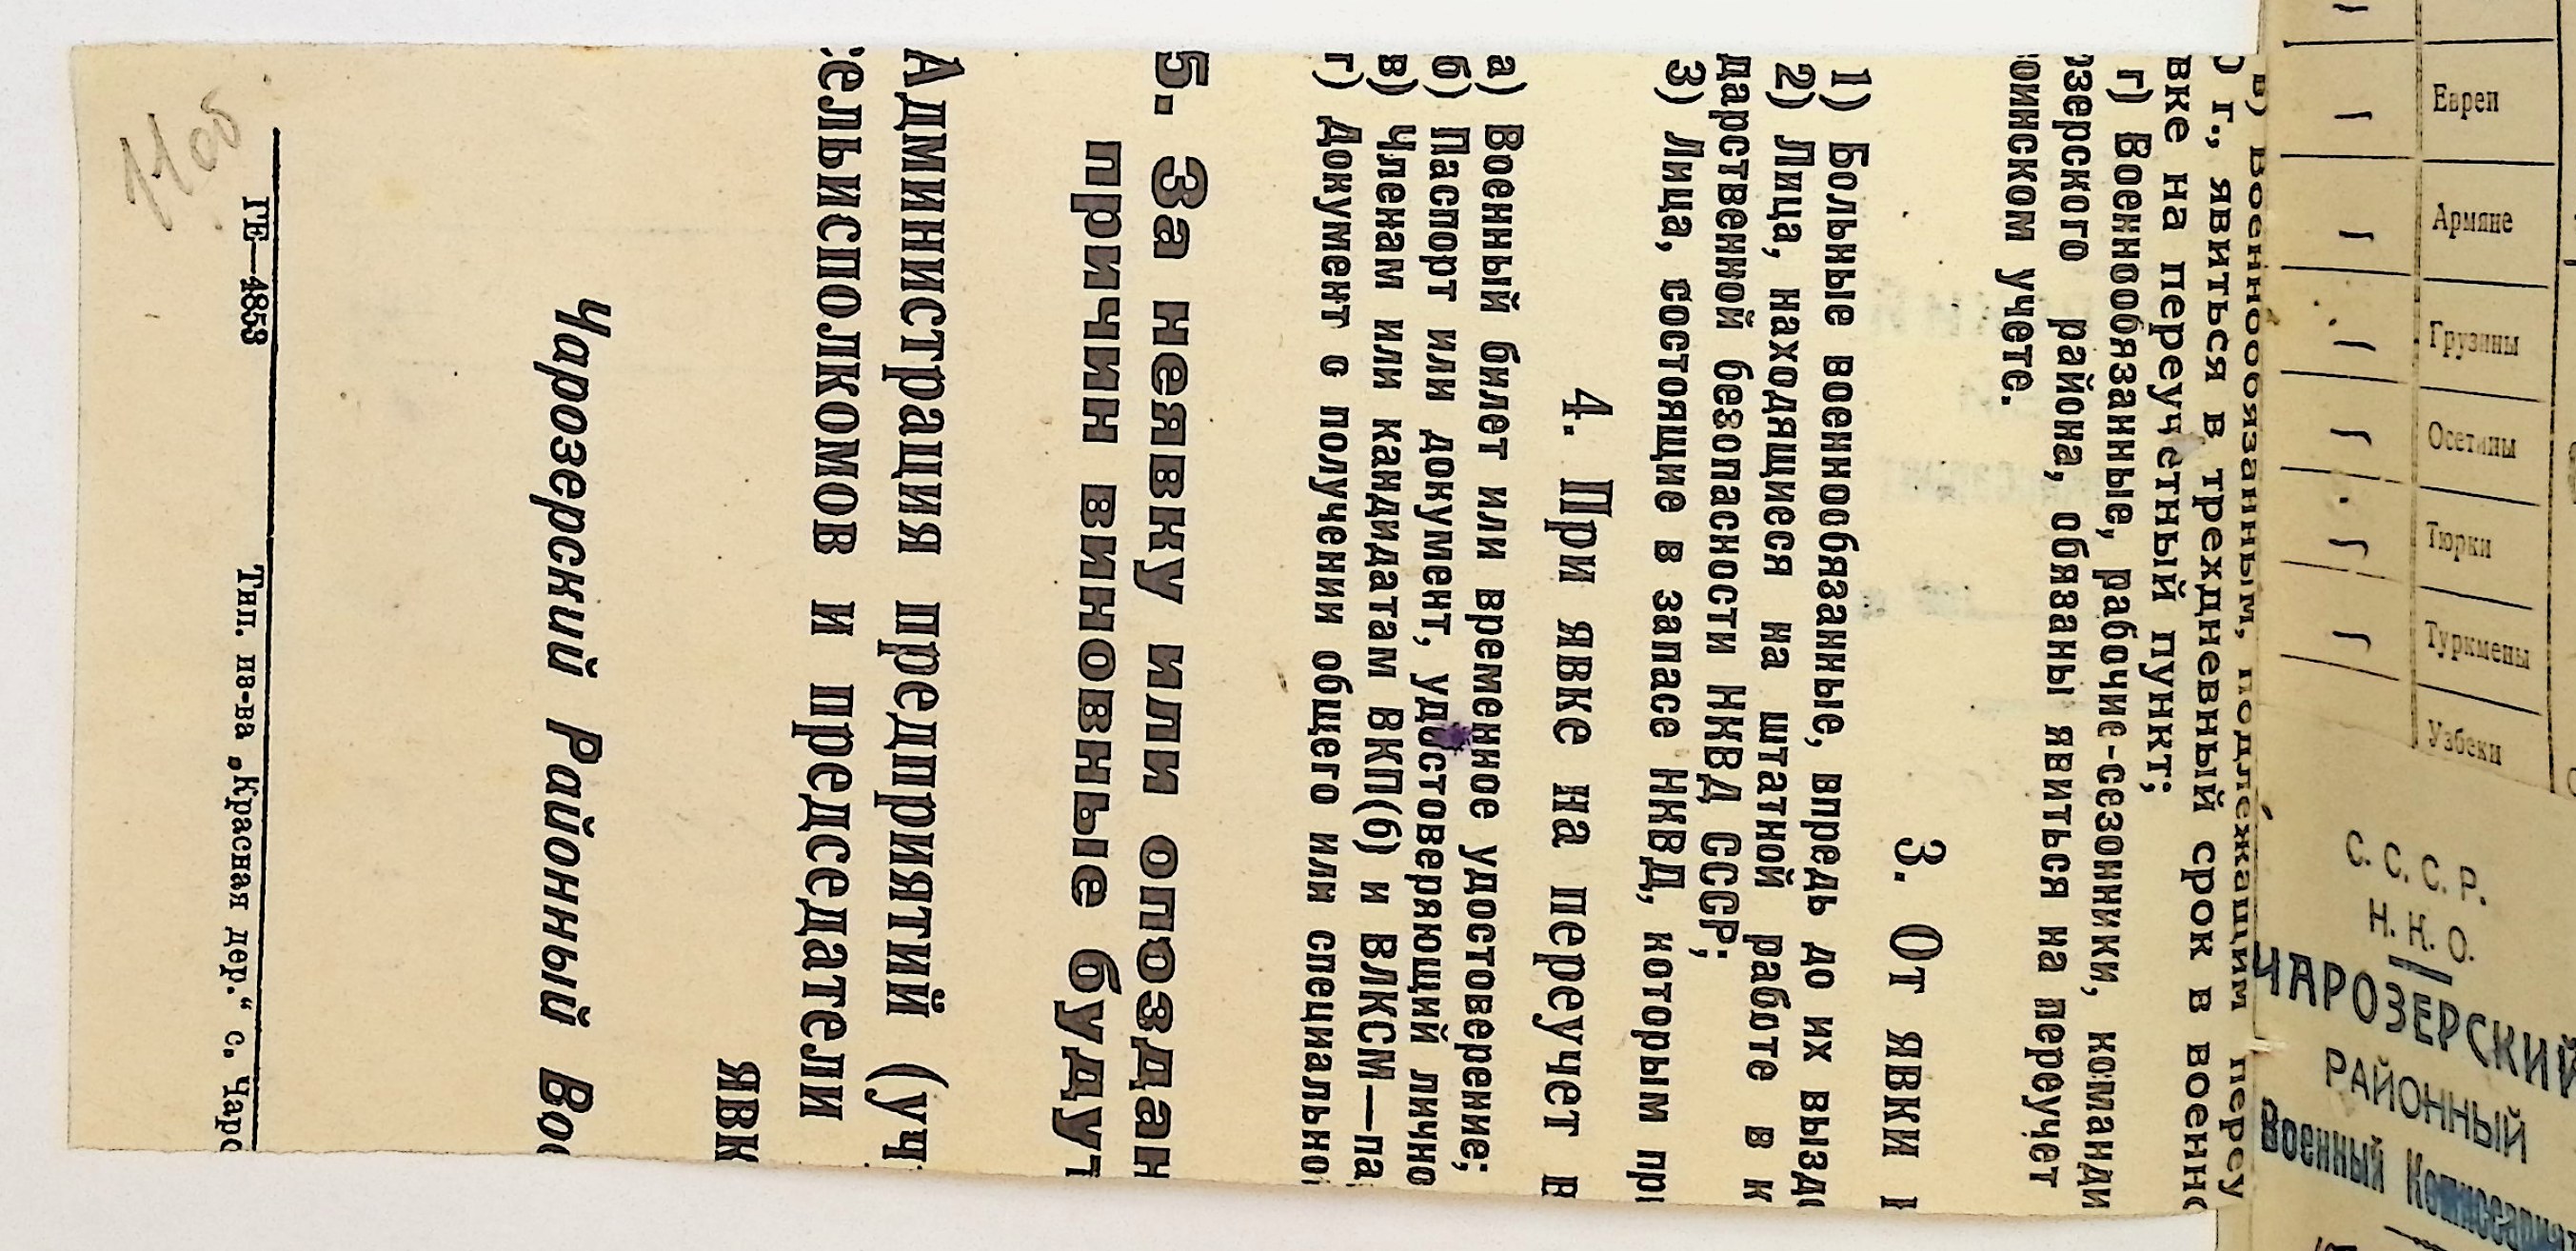 в) Военнообязанным, подлежащим переу
г., явиться в трехдневный срок в военно
вке на переучетный пункт;
г) Военнообязанные, рабочие-сезонники, команди
озерского района, обязаны явиться на переучет
оинском учете.
3. От явки н
1) Больные военнообязанные, впредь до их выздо
2) Лица, находящиеся на штатной работе в к
дарственной безопасности НКВД СССР;
3) Лица, состоящие в запасе НКВД, которым пр
4. При явке на переучет в
а) Военный билет или временное удостоверение;
б) Паспорт или документ, удостоверяющий лично
в) Членам или кандидатам ВКП(б) и ВЛКСМ—па
г) Документ о получении общего или специально
5. За неявку или опоздан
причин виновные будут
Администрация предприятий (уч
сельисполкомов и председатели
явк
Чарозерский Районный Вое
ГЕ—4853 Тип. из-ва „Красная дер.“ с. Чаро
Евреи
Армяне
Грузины
Осетины
Тюрки
Туркмены
Узбеки
С. С. С. Р.
Н. К. О.
ЧАРОЗЕРСКИЙ
РАЙОННЫЙ
Военный Комиссариат